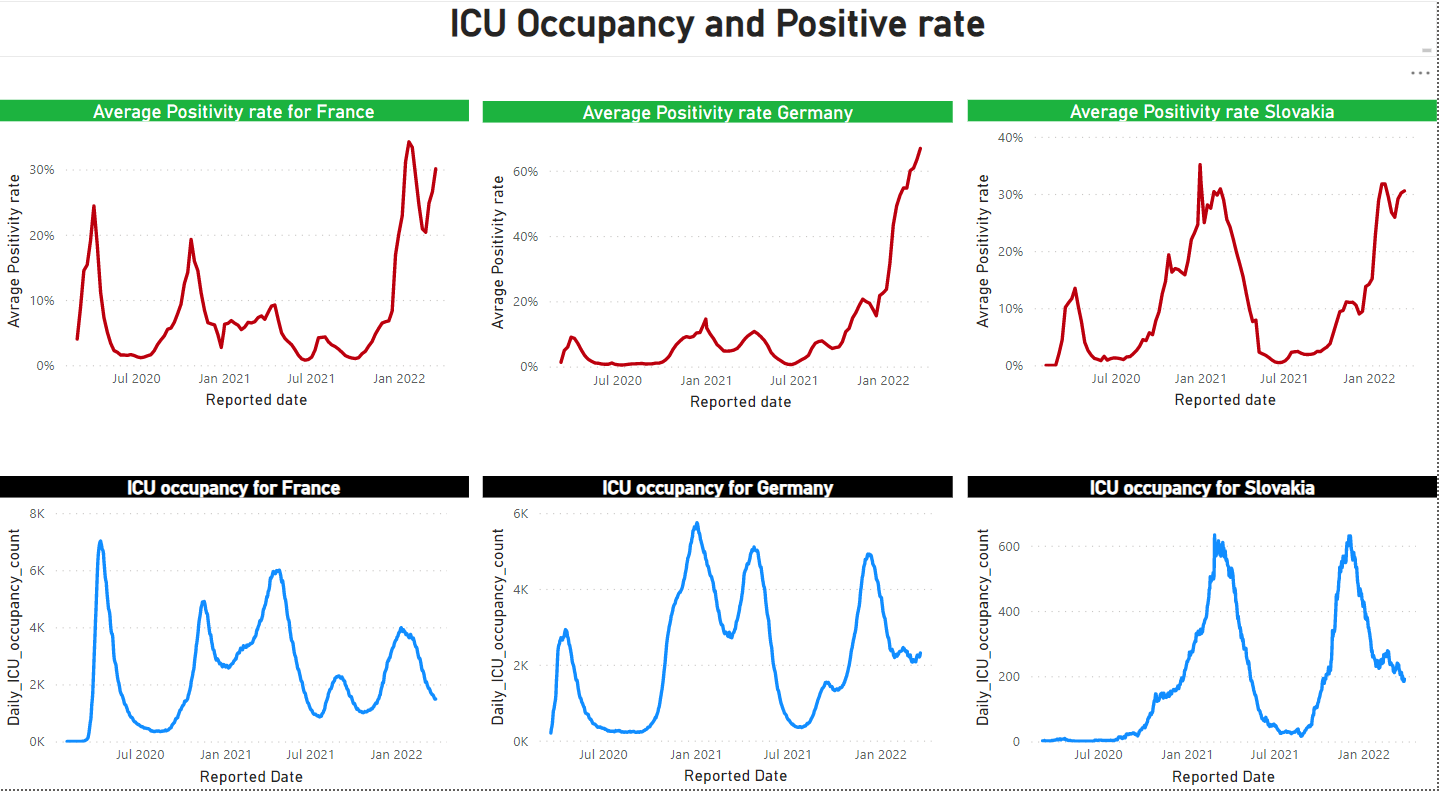 ICU Occupancy and Positive rate
Average Positivity rate for France
Avrage Positivity rate
30%
20%
10%
0%
Jul 2020 Jan 2021 Jul 2021 Jan 2022
Reported date
Average Positivity rate Germany
Avrage Positivity rate
60%
40%
20%
0%
Jul 2020 Jan 2021 Jul 2021 Jan 2022
Reported date
Average Positivity rate Slovakia
Avrage Positivity rate
40%
30%
20%
10%
0%
Jul 2020 Jan 2021 Jul 2021 Jan 2022
Reported date
ICU occupancy for France
Daily_ICU_occupancy_count
8K
6K
4K
2K
0K
Jul 2020 Jan 2021 Jul 2021 Jan 2022
Reported Date
ICU occupancy for Germany
Daily_ICU_occupancy_count
6K
4K
2K
0K
Jul 2020 Jan 2021 Jul 2021 Jan 2022
Reported Date
ICU occupancy for Slovakia
Daily_ICU_occupancy_count
600
400
200
0
Jul 2020 Jan 2021 Jul 2021 Jan 2022
Reported Date